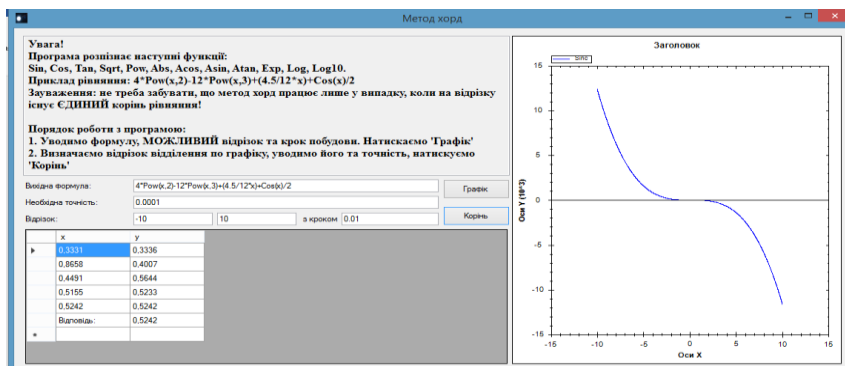 Метод хорд
Увага!
Програма розпізнає наступні функції:
Sin, Cos, Tan, Sqrt, Pow, Abs, Acos, Asin, Atan, Exp, Log, Log10.
Приклад рівняння: 4*Pow(x,2)-12*Pow(x,3)+(4.5/12*x)+Cos(x)/2
Зауваження: не треба забувати, що метод хорд працює лише у випадку, коли на відрізку
існує ЄДИНИЙ корінь рівняння!
Порядок роботи з програмою:
1. Уводимо формулу, МОЖЛИВИЙ відрізок та крок побудови. Натискаємо 'Графік'
2. Визначаємо відрізок відділення по графіку, уводимо його та точність, натискуємо
'Корінь'
Вихідна формула: 4*Pow(x,2)-12*Pow(x,3)+(4.5/12*x)+Cos(x)/2 Графік
Необхідна точність: 0.0001
Відрізок: -10 10 з кроком 0.01 Корінь
x y
0,3331 0,3336
0,8658 0,4007
0,4491 0,5644
0,5155 0,5233
0,5242 0,5242
Відповідь: 0,5242
Заголовок
Sinc
15
10
5
0
-5
-10
-15
Оси Y (10^3)
-15 -10 -5 0 5 10 15
Оси X